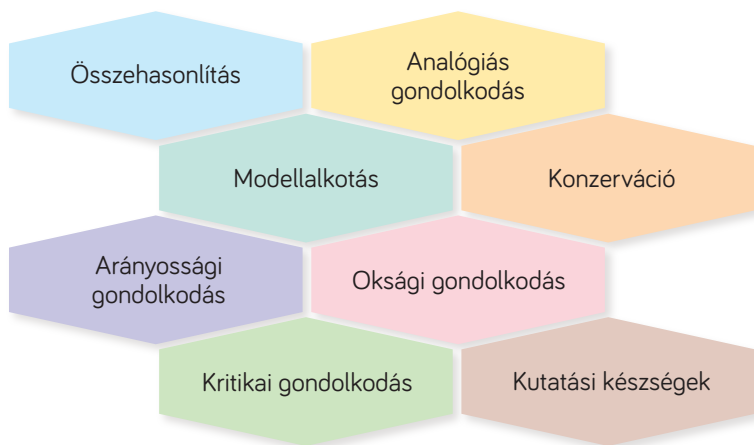 Összehasonlítás
Analógiás
gondolkodás
Modellalkotás
Konzerváció
Arányossági
gondolkodás
Oksági gondolkodás
Kritikai gondolkodás
Kutatási készségek